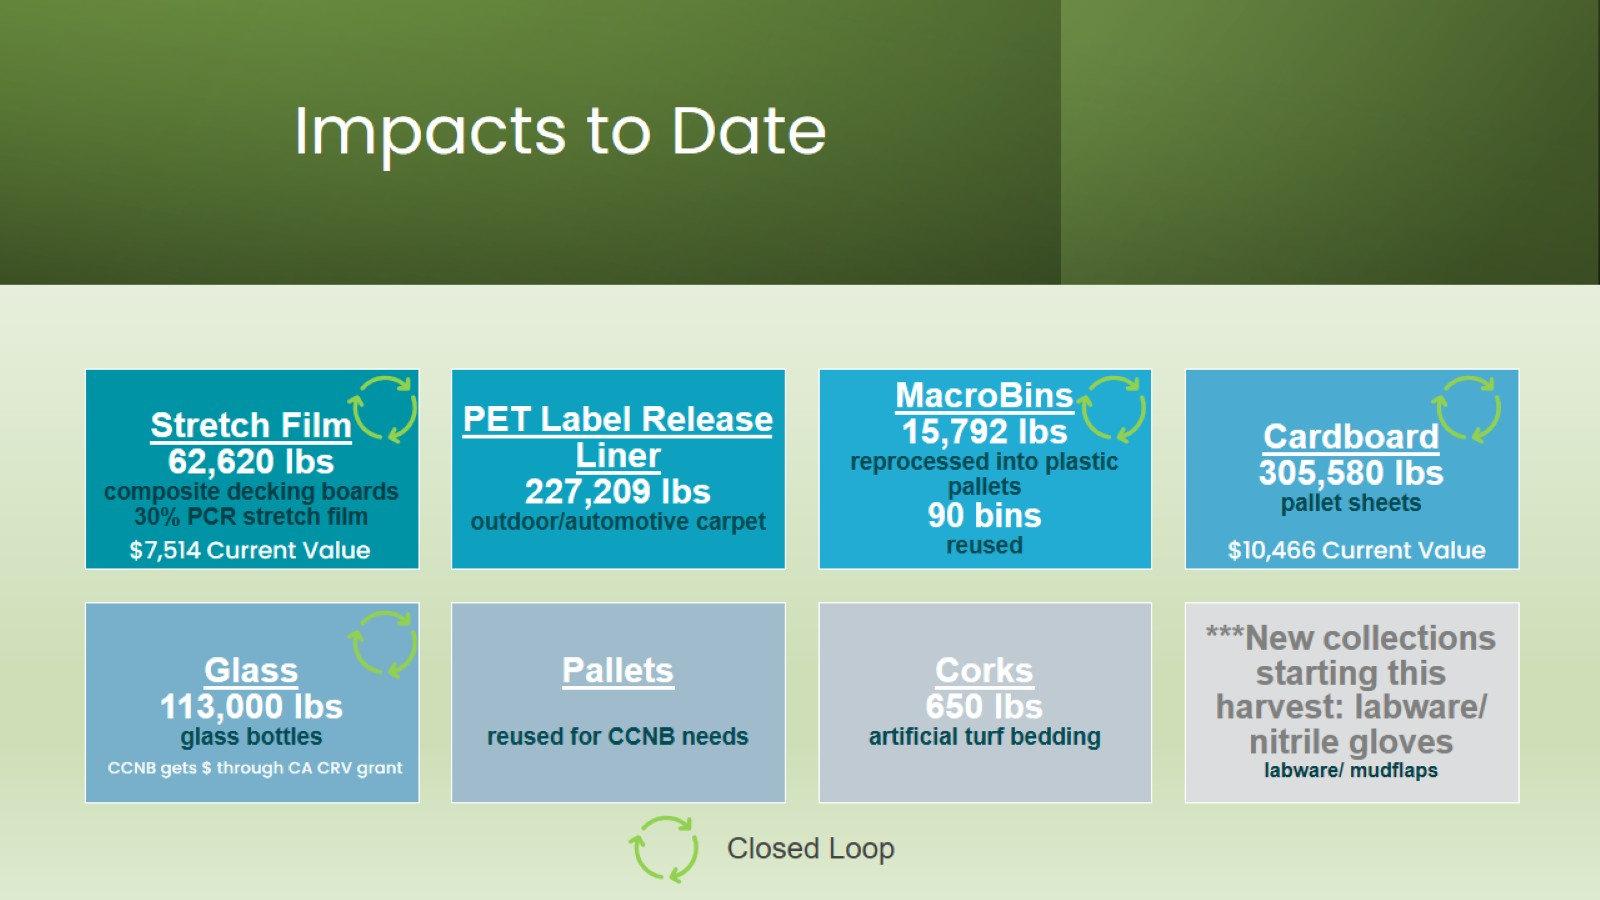 Impacts to Date
Stretch Film
62,620 lbs
composite decking boards
30% PCR stretch film
$7,514 Current Value
PET Label Release
Liner
227,209 lbs
outdoor/automotive carpet
MacroBins
15,792 lbs
reprocessed into plastic
pallets
90 bins
reused
Cardboard
305,580 lbs
pallet sheets
$10,466 Current Value
Glass
113,000 lbs
glass bottles
CCNB gets $ through CA CRV grant
Pallets
reused for CCNB needs
Corks
650 lbs
artificial turf bedding
***New collections
starting this
harvest: labware/
nitrile gloves
labware/ mudflaps
Closed Loop